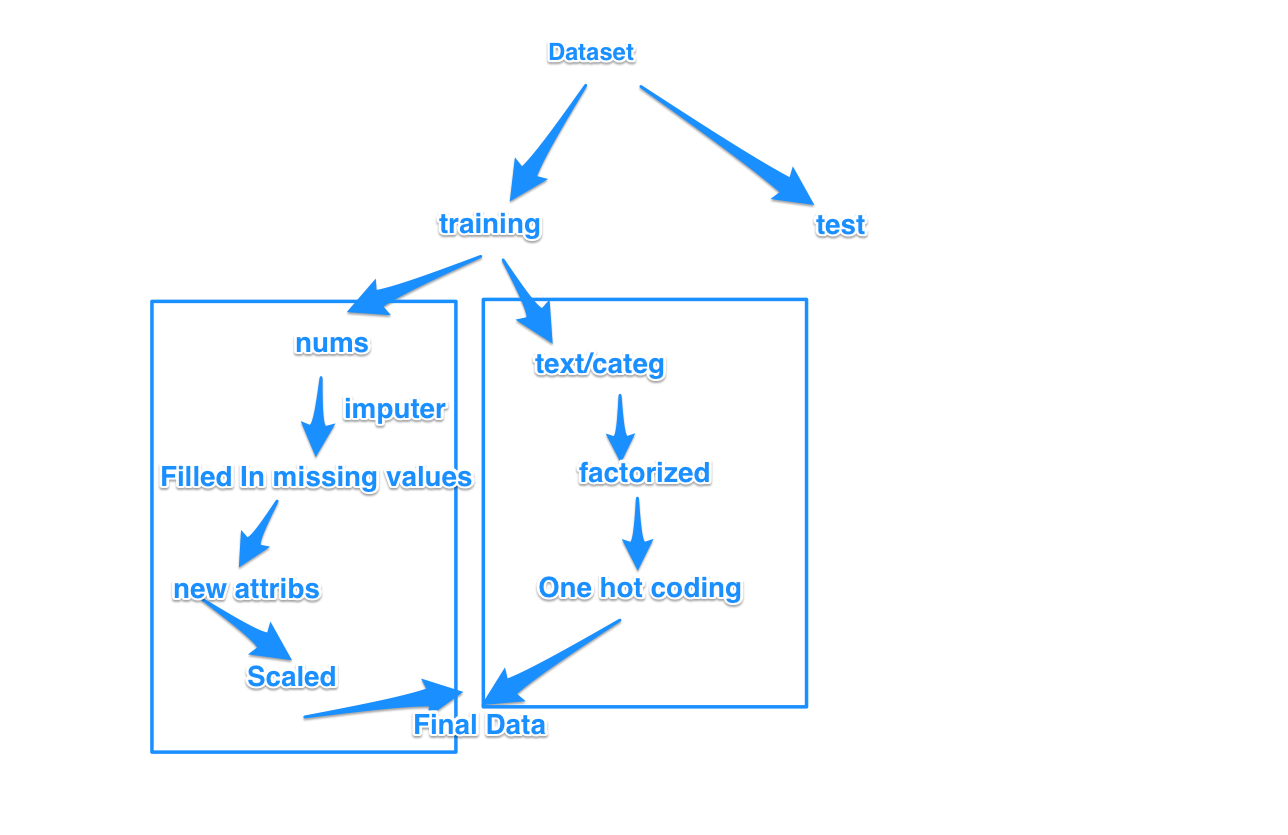 Dataset
training
test
nums
text/categ
imputer
Filled In missing values
factorized
new attribs
One hot coding
Scaled
Final Data